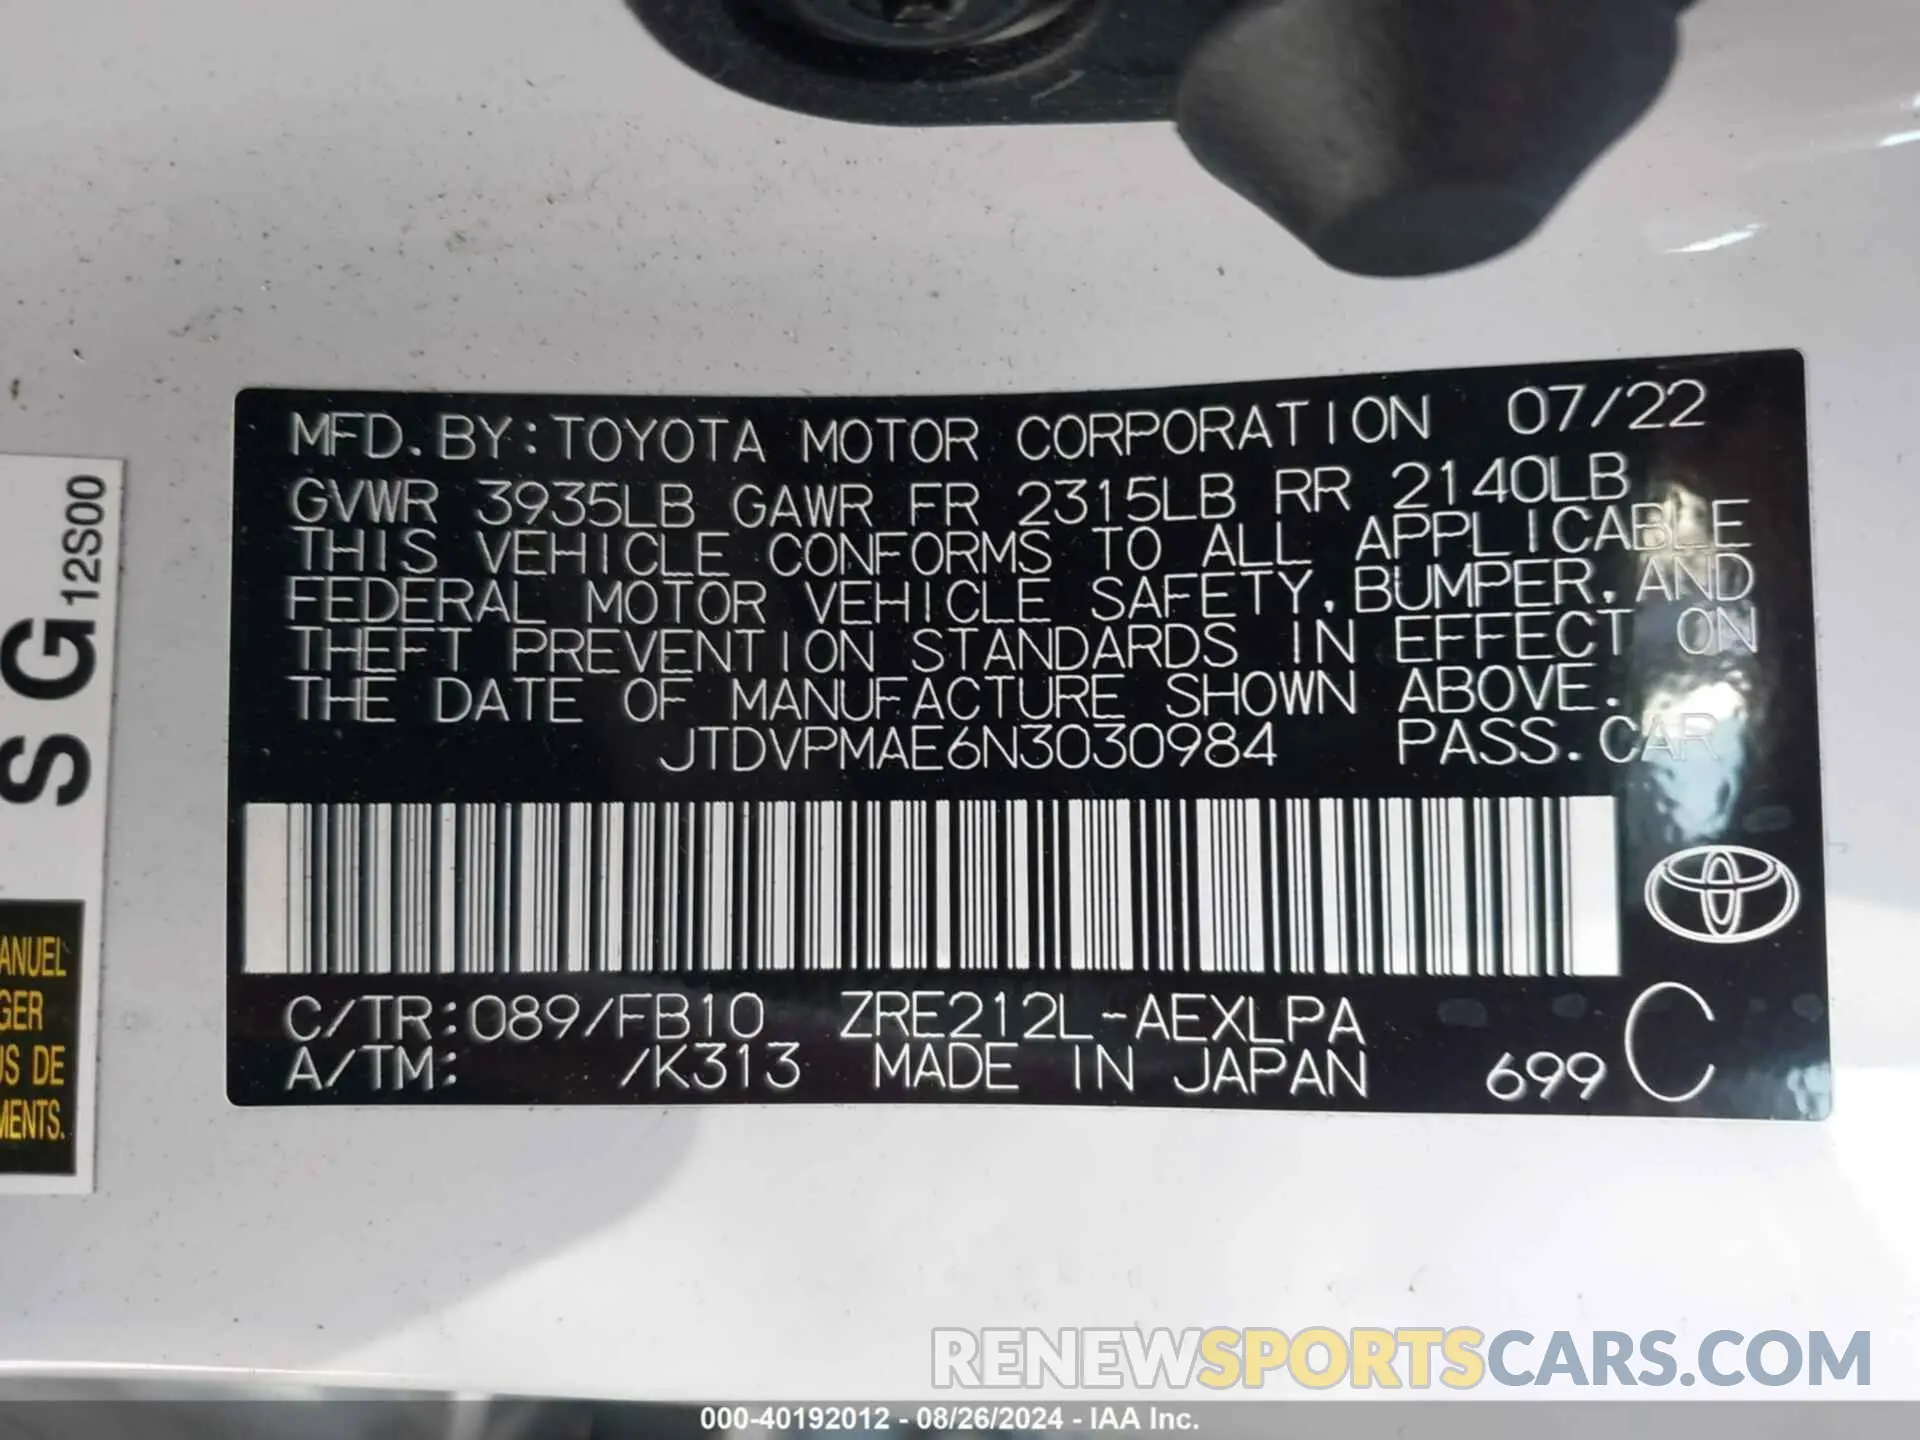 MFD.BY:TOYOTA MOTOR CORPORATION 07/22
GVWR 3935LB GAWR FR 2315LB RR 2140LB
THIS VEHICLE CONFORMS TO ALL APPLICABLE
FEDERAL MOTOR VEHICLE SAFETY,BUMPER,AND
THEFT PREVENTION STANDARDS IN EFFECT ON
THE DATE OF MANUFACTURE SHOWN ABOVE.
JTDVPMAE6N3030984 PASS.CAR
C/TR:089/FB10 ZRE212L-AEXLPA
A/TM: /K313 MADE IN JAPAN 699 C
SG12S00
ANUEL
GER
US DE
MENTS.
RENEWSPORTSCARS.COM
000-40192012 - 08/26/2024 - IAA Inc.